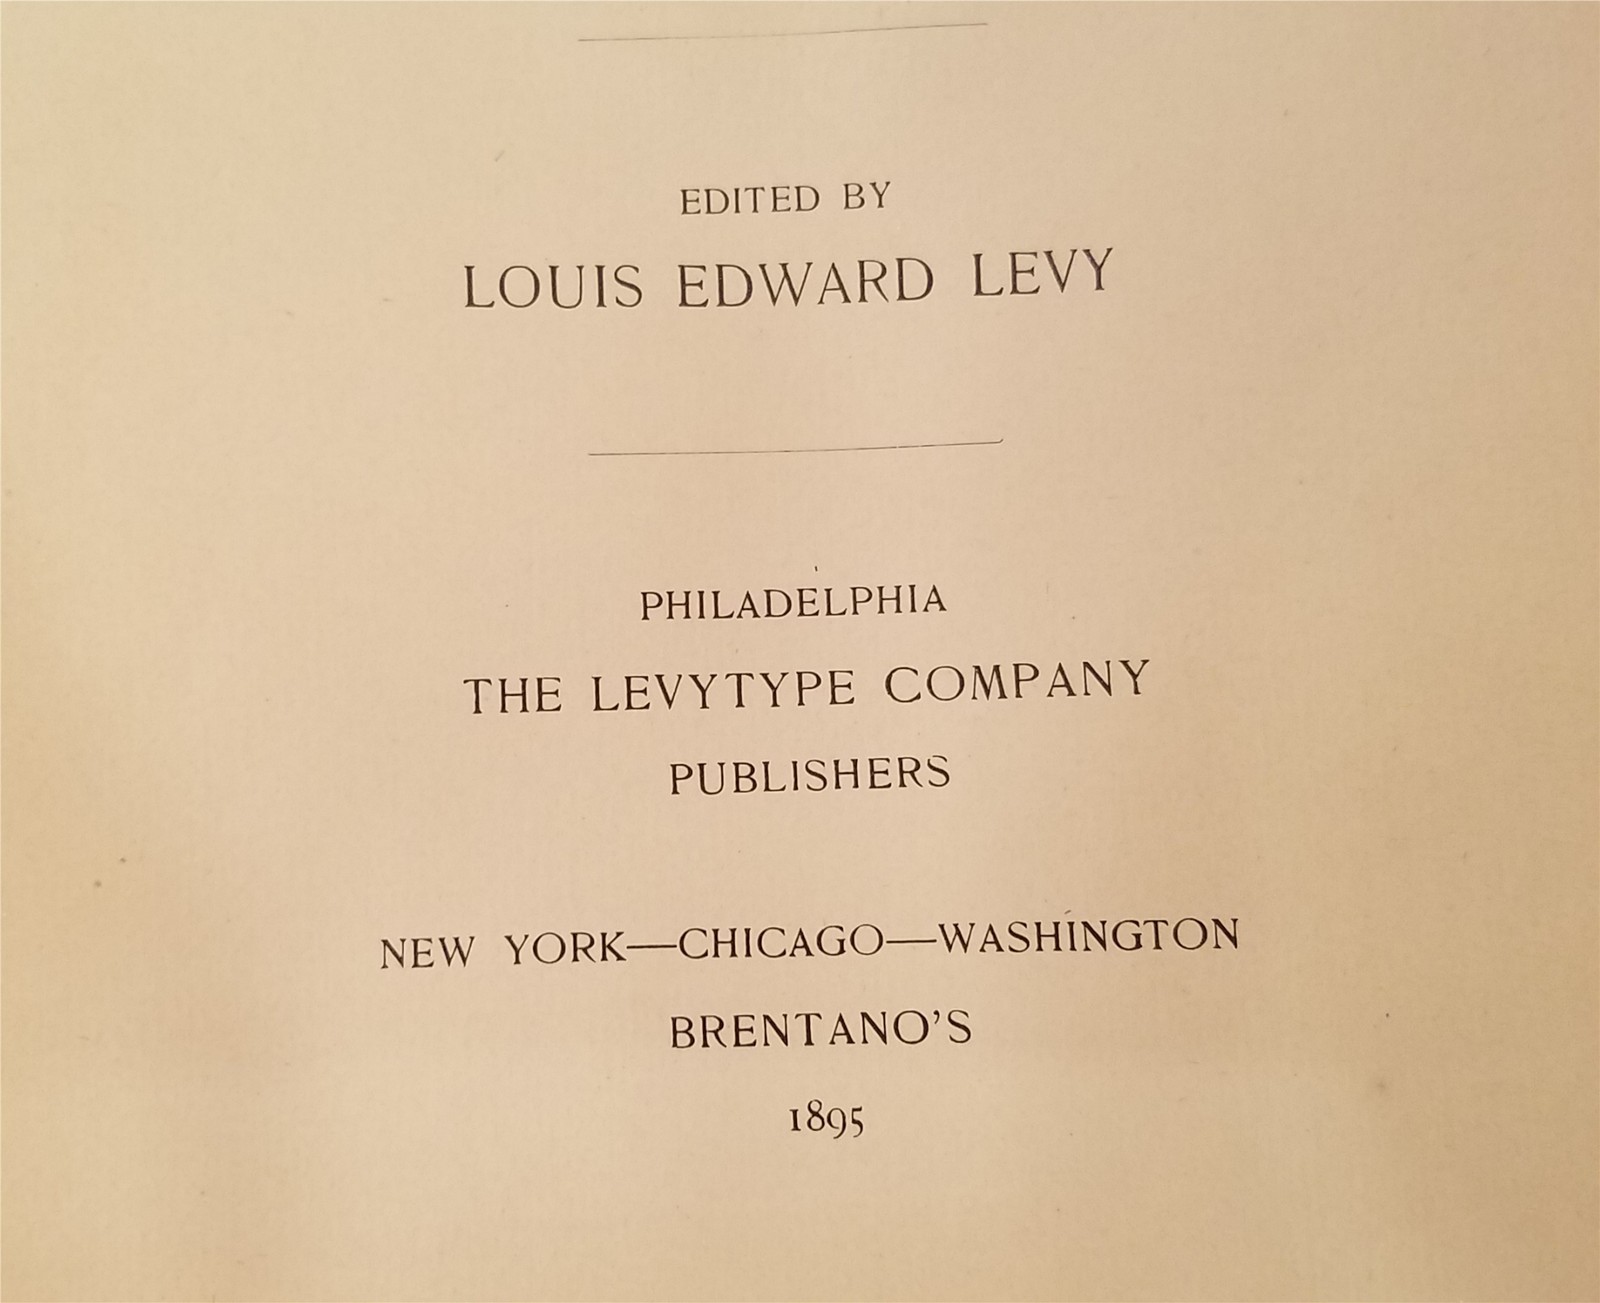 EDITED BY
LOUIS EDWARD LEVY
PHILADELPHIA
THE LEVYTYPE COMPANY
PUBLISHERS
NEW YORK—CHICAGO—WASHINGTON
BRENTANO’S
1895